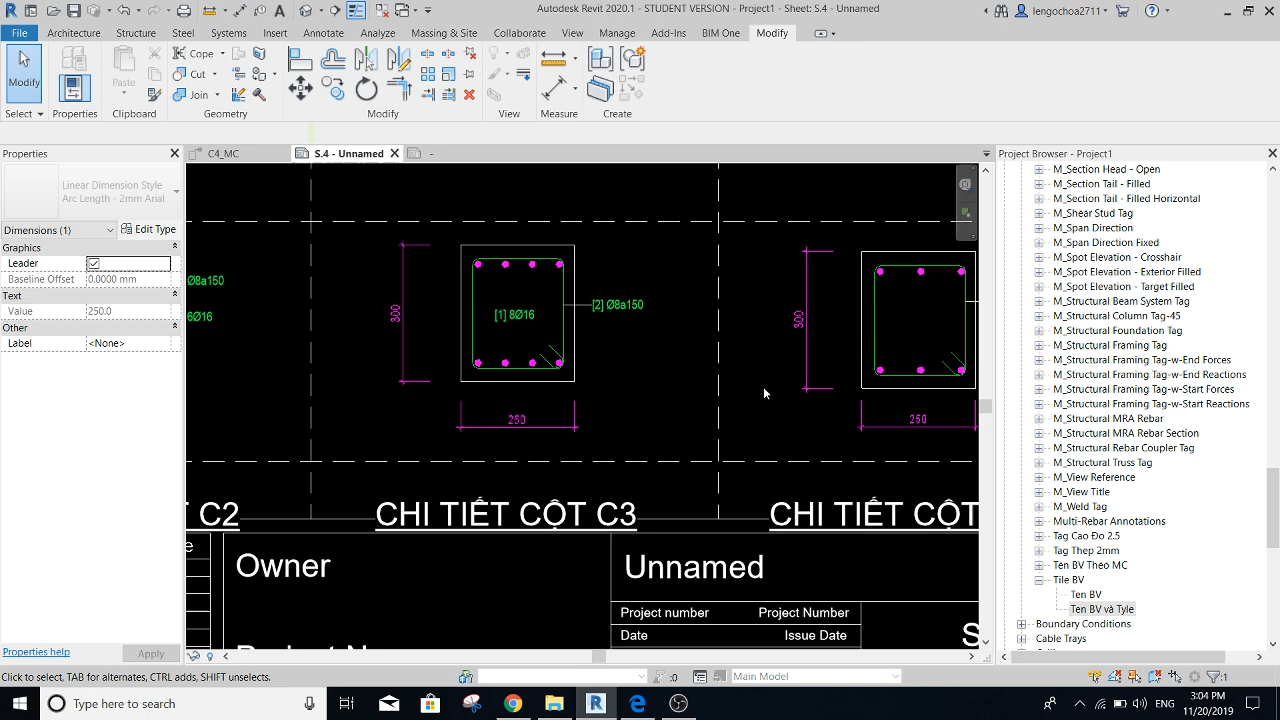 Autodesk Revit 2020.1 - STUDENT VERSION - Project1 - Sheet: S.4 - Unnamed
lengochoa2711
File
Architecture
Structure
Steel
Systems
Insert
Annotate
Analyze
Massing & Site
Collaborate
View
Manage
Add-Ins
BIM One
Modify
Modify
Paste
Cope
Cut
Join
Select
Properties
Clipboard
Geometry
Modify
View
Measure
Create
Properties
C4_MC
S.4 - Unnamed
-
Project Browser - Project1
Linear Dimension Style
Arc Length - 2mm Arial
Dimensions (1)
Edit Type
Graphics
Leader
Baseline Offset 0.0000 mm
Text
Value 250.0
Other
Label <None>
Properties help
Apply
Ø8a150
6Ø16
300
[1] 8Ø16
[2] Ø8a150
250
300
250
C2
CHI TIẾT CỘT C3
CHI TIẾT CỘT
Owner
Unnamed
Project number Project Number
Date Issue Date
M_Section Head - Open
M_Section Tail - Filled
M_Section Tail - Filled Horizontal
M_Shear Stud Tag
M_Span Direction
M_Span Direction - Fixed
M_Spot Elevation - Crosshair
M_Spot Elevation - Exterior Filled
M_Spot Elevation - Target Filled
M_Structural Beam System Tag
M_Structural Column Tag-45
M_Structural Foundation Tag
M_Structural Framing Tag
M_Structural Framing Tag-w-End Forces
M_Structural Framing Tag-w-End Reactions
M_Structural Framing Tag-w-Start Forces
M_Structural Framing Tag-w-Start Reactions
M_Structural MRA Rebar
M_Structural MRA Rebar Section
M_Structural Rebar Coupler Tag
M_Structural Truss Tag
M_View Reference
M_View Title
M_Weld Tag
Multi-Rebar Annotations
Tag Cao Đo 2.5
Tag Thep 2mm
Ten BV Theo MC
Tile BV
Ten BV
Ten BV và Tyle
Boundary Conditions
Cable Trays
Click to select, TAB for alternates, CTRL adds, SHIFT unselects.
:0
Main Model
:1
Type here to search
ENG
3:04 PM
11/20/2019